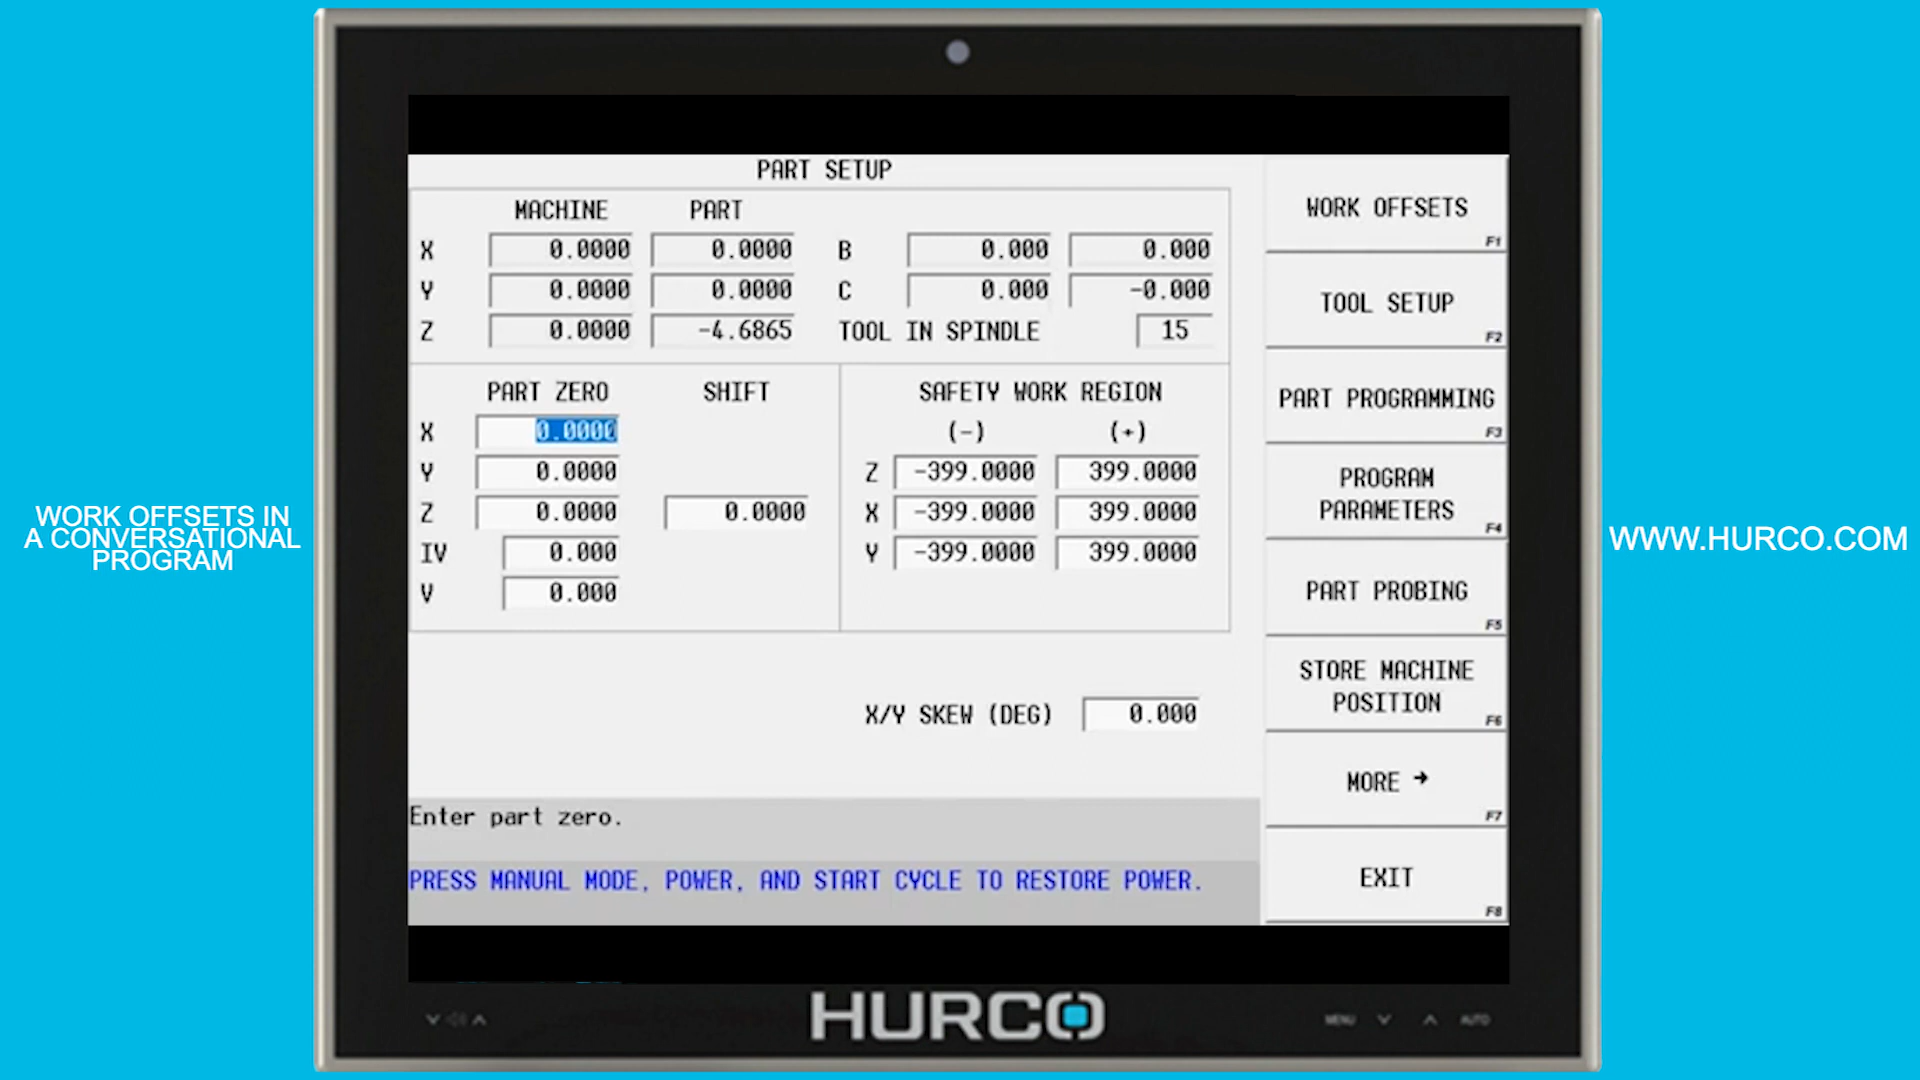 PART SETUP
MACHINE PART
X 0.0000 0.0000 B 0.000 0.000
Y 0.0000 0.0000 C 0.000 -0.000
Z 0.0000 -4.6865 TOOL IN SPINDLE 15
PART ZERO SHIFT SAFETY WORK REGION
X 0.0000 (-) (+)
Y 0.0000 Z -399.0000 399.0000
Z 0.0000 0.0000 X -399.0000 399.0000
IV 0.000 Y -399.0000 399.0000
V 0.000
X/Y SKEW (DEG) 0.000
Enter part zero.
PRESS MANUAL MODE, POWER, AND START CYCLE TO RESTORE POWER.
WORK OFFSETS
F1
TOOL SETUP
F2
PART PROGRAMMING
F3
PROGRAM
PARAMETERS
F4
PART PROBING
F5
STORE MACHINE
POSITION
F6
MORE →
F7
EXIT
F8
WORK OFFSETS IN
A CONVERSATIONAL
PROGRAM
WWW.HURCO.COM
HURCO
MENU AUTO